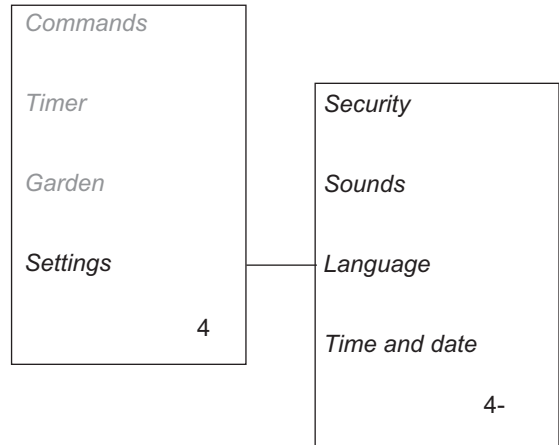 Commands
Timer
Garden
Settings
4
Security
Sounds
Language
Time and date
4-